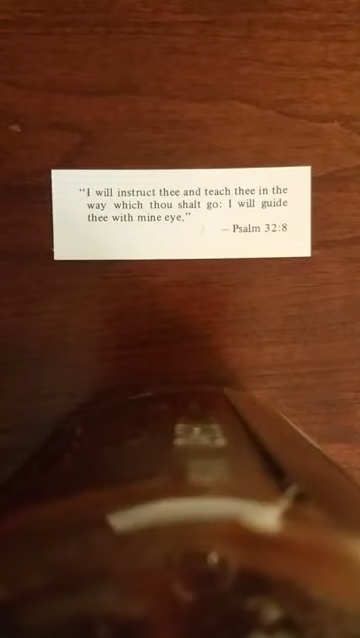 “I will instruct thee and teach thee in the
way which thou shalt go: I will guide
thee with mine eye.”
– Psalm 32:8